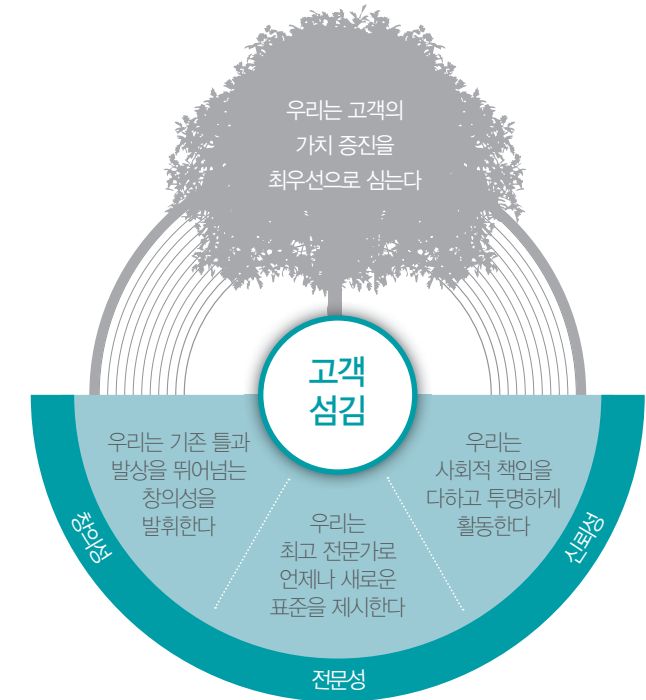 우리는 고객의
가치 증진을
최우선으로 심는다
고객
섬김
우리는 기존 틀과
발상을 뛰어넘는
창의성을
발휘한다
우리는
최고 전문가로
언제나 새로운
표준을 제시한다
우리는
사회적 책임을
다하고 투명하게
활동한다
창의성
전문성
신뢰성